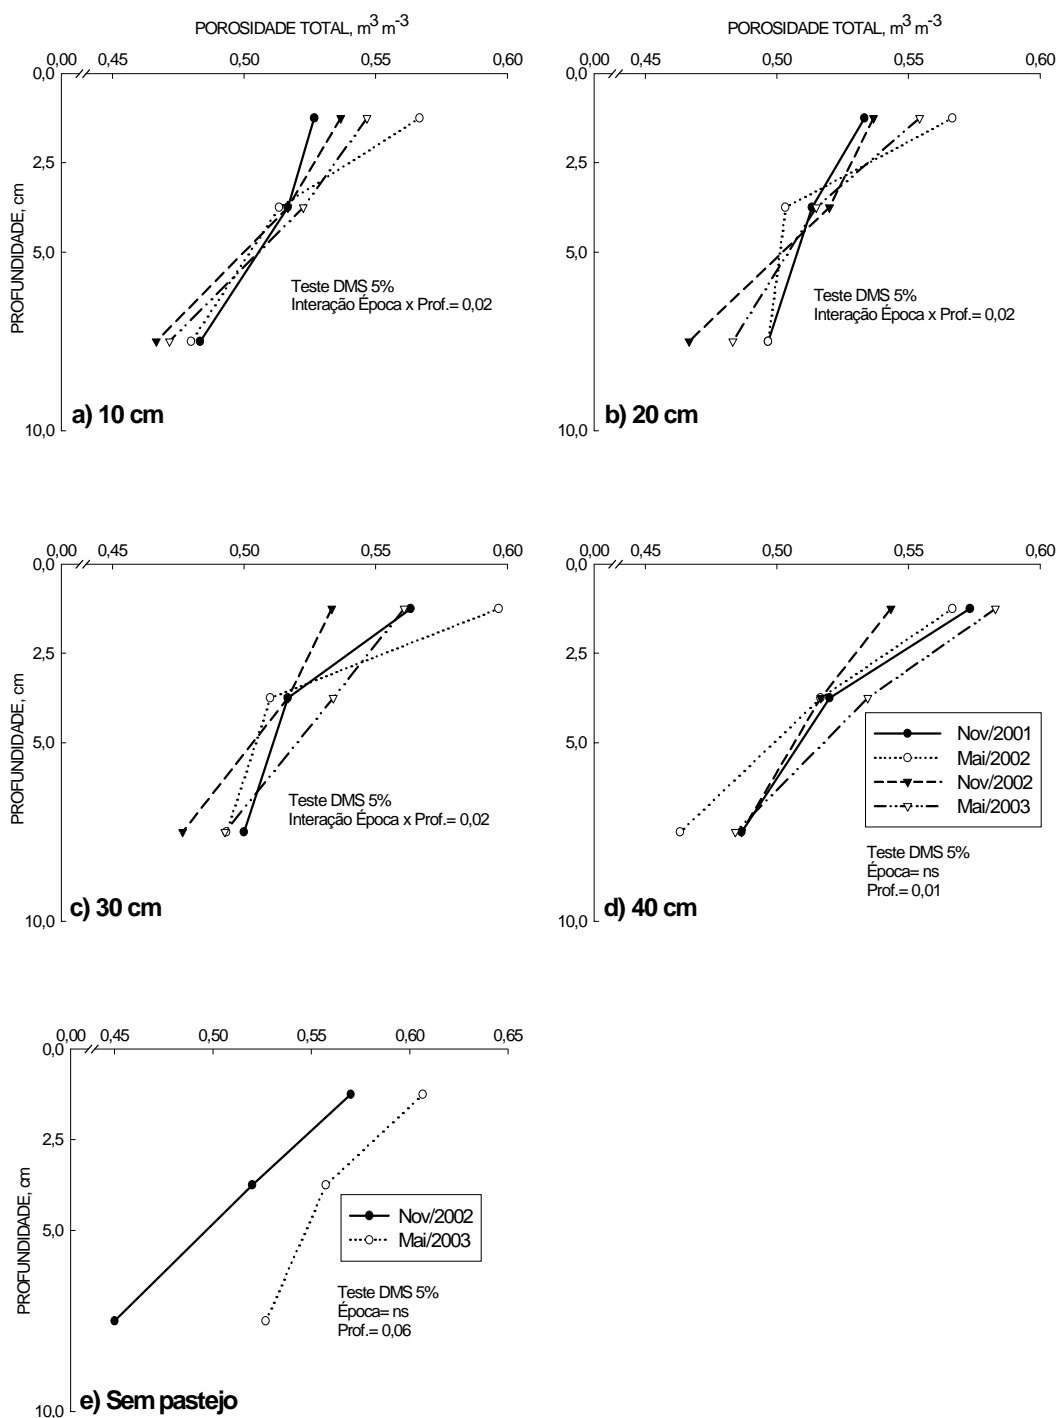 POROSIDADE TOTAL, m³ m⁻³
0,00 0,45 0,50 0,55 0,60
0,0
2,5
5,0
10,0
PROFUNDIDADE, cm
Teste DMS 5%
Interação Época x Prof.= 0,02
a) 10 cm
POROSIDADE TOTAL, m³ m⁻³
0,00 0,45 0,50 0,55 0,60
0,0
2,5
5,0
10,0
Teste DMS 5%
Interação Época x Prof.= 0,02
b) 20 cm
0,00 0,45 0,50 0,55 0,60
0,0
2,5
5,0
10,0
PROFUNDIDADE, cm
Teste DMS 5%
Interação Época x Prof.= 0,02
c) 30 cm
0,00 0,45 0,50 0,55 0,60
0,0
2,5
5,0
10,0
Nov/2001
Mai/2002
Nov/2002
Mai/2003
Teste DMS 5%
Época= ns
Prof.= 0,01
d) 40 cm
0,00 0,45 0,50 0,55 0,60 0,65
0,0
2,5
5,0
10,0
PROFUNDIDADE, cm
Nov/2002
Mai/2003
Teste DMS 5%
Época= ns
Prof.= 0,06
e) Sem pastejo